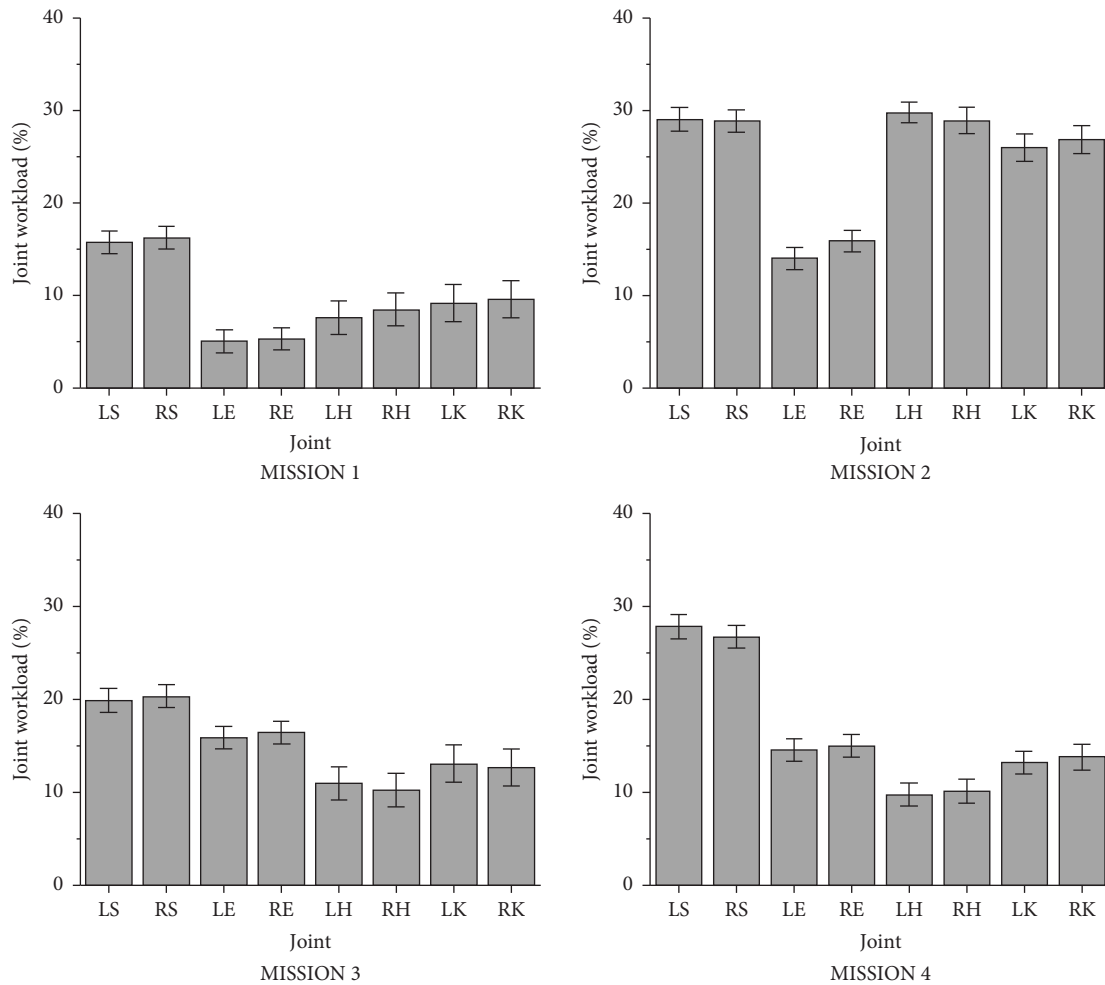 40
30
20
10
0
Joint workload (%)
LS RS LE RE LH RH LK RK
Joint
MISSION 1
40
30
20
10
0
Joint workload (%)
LS RS LE RE LH RH LK RK
Joint
MISSION 2
40
30
20
10
0
Joint workload (%)
LS RS LE RE LH RH LK RK
Joint
MISSION 3
40
30
20
10
0
Joint workload (%)
LS RS LE RE LH RH LK RK
Joint
MISSION 4